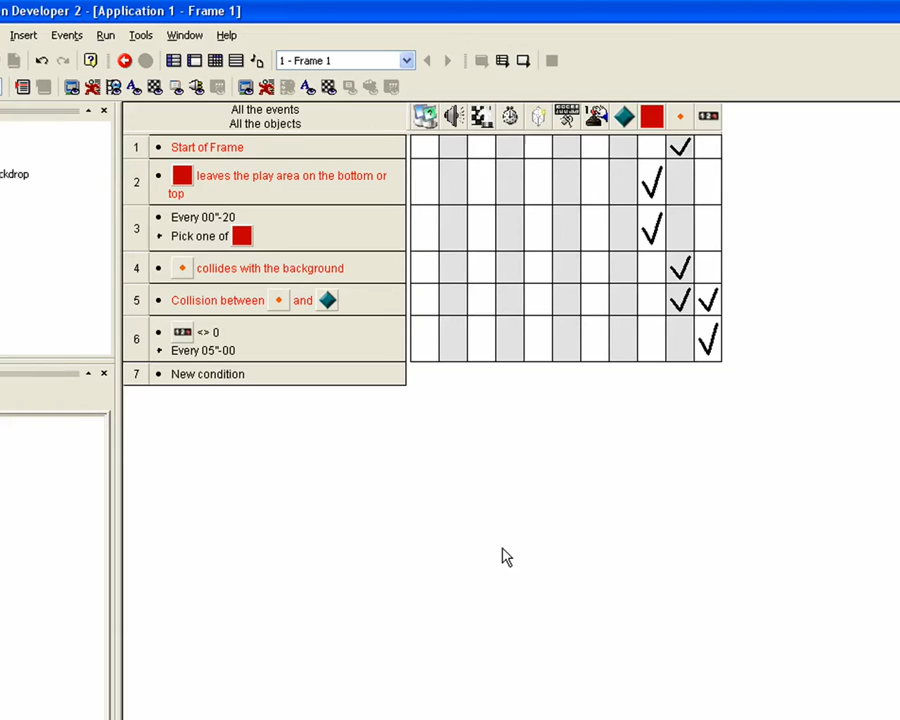 n Developer 2 - [Application 1 - Frame 1]
Insert Events Run Tools Window Help
1 - Frame 1
All the events
All the objects
ckdrop
1 • Start of Frame
2 • leaves the play area on the bottom or
top
3 • Every 00"-20
+ Pick one of
4 • collides with the background
5 • Collision between and
6 • <> 0
+ Every 05"-00
7 • New condition